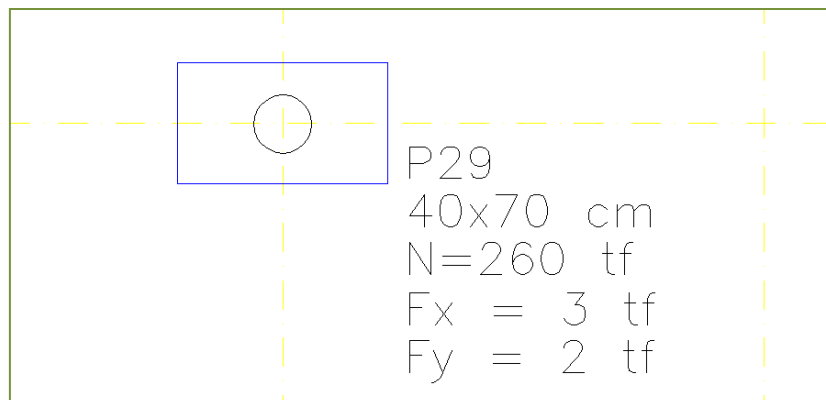 P29
40x70 cm
N=260 tf
Fx = 3 tf
Fy = 2 tf